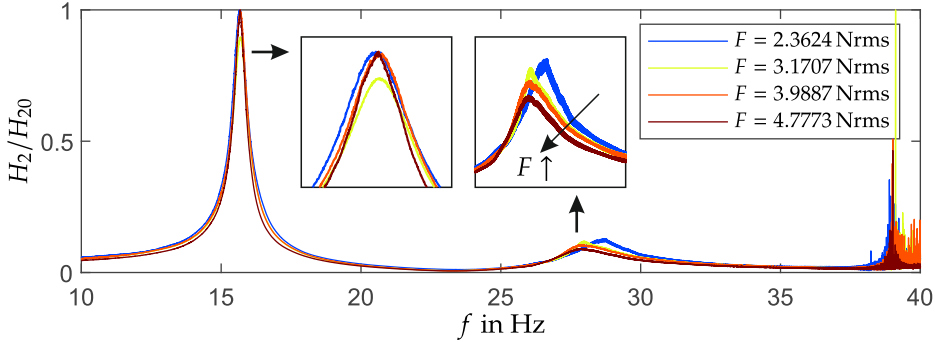 1
0.5
0
H₂/H₂₀
F ↑
F = 2.3624 Nrms
F = 3.1707 Nrms
F = 3.9887 Nrms
F = 4.7773 Nrms
10 15 20 25 30 35 40
f in Hz